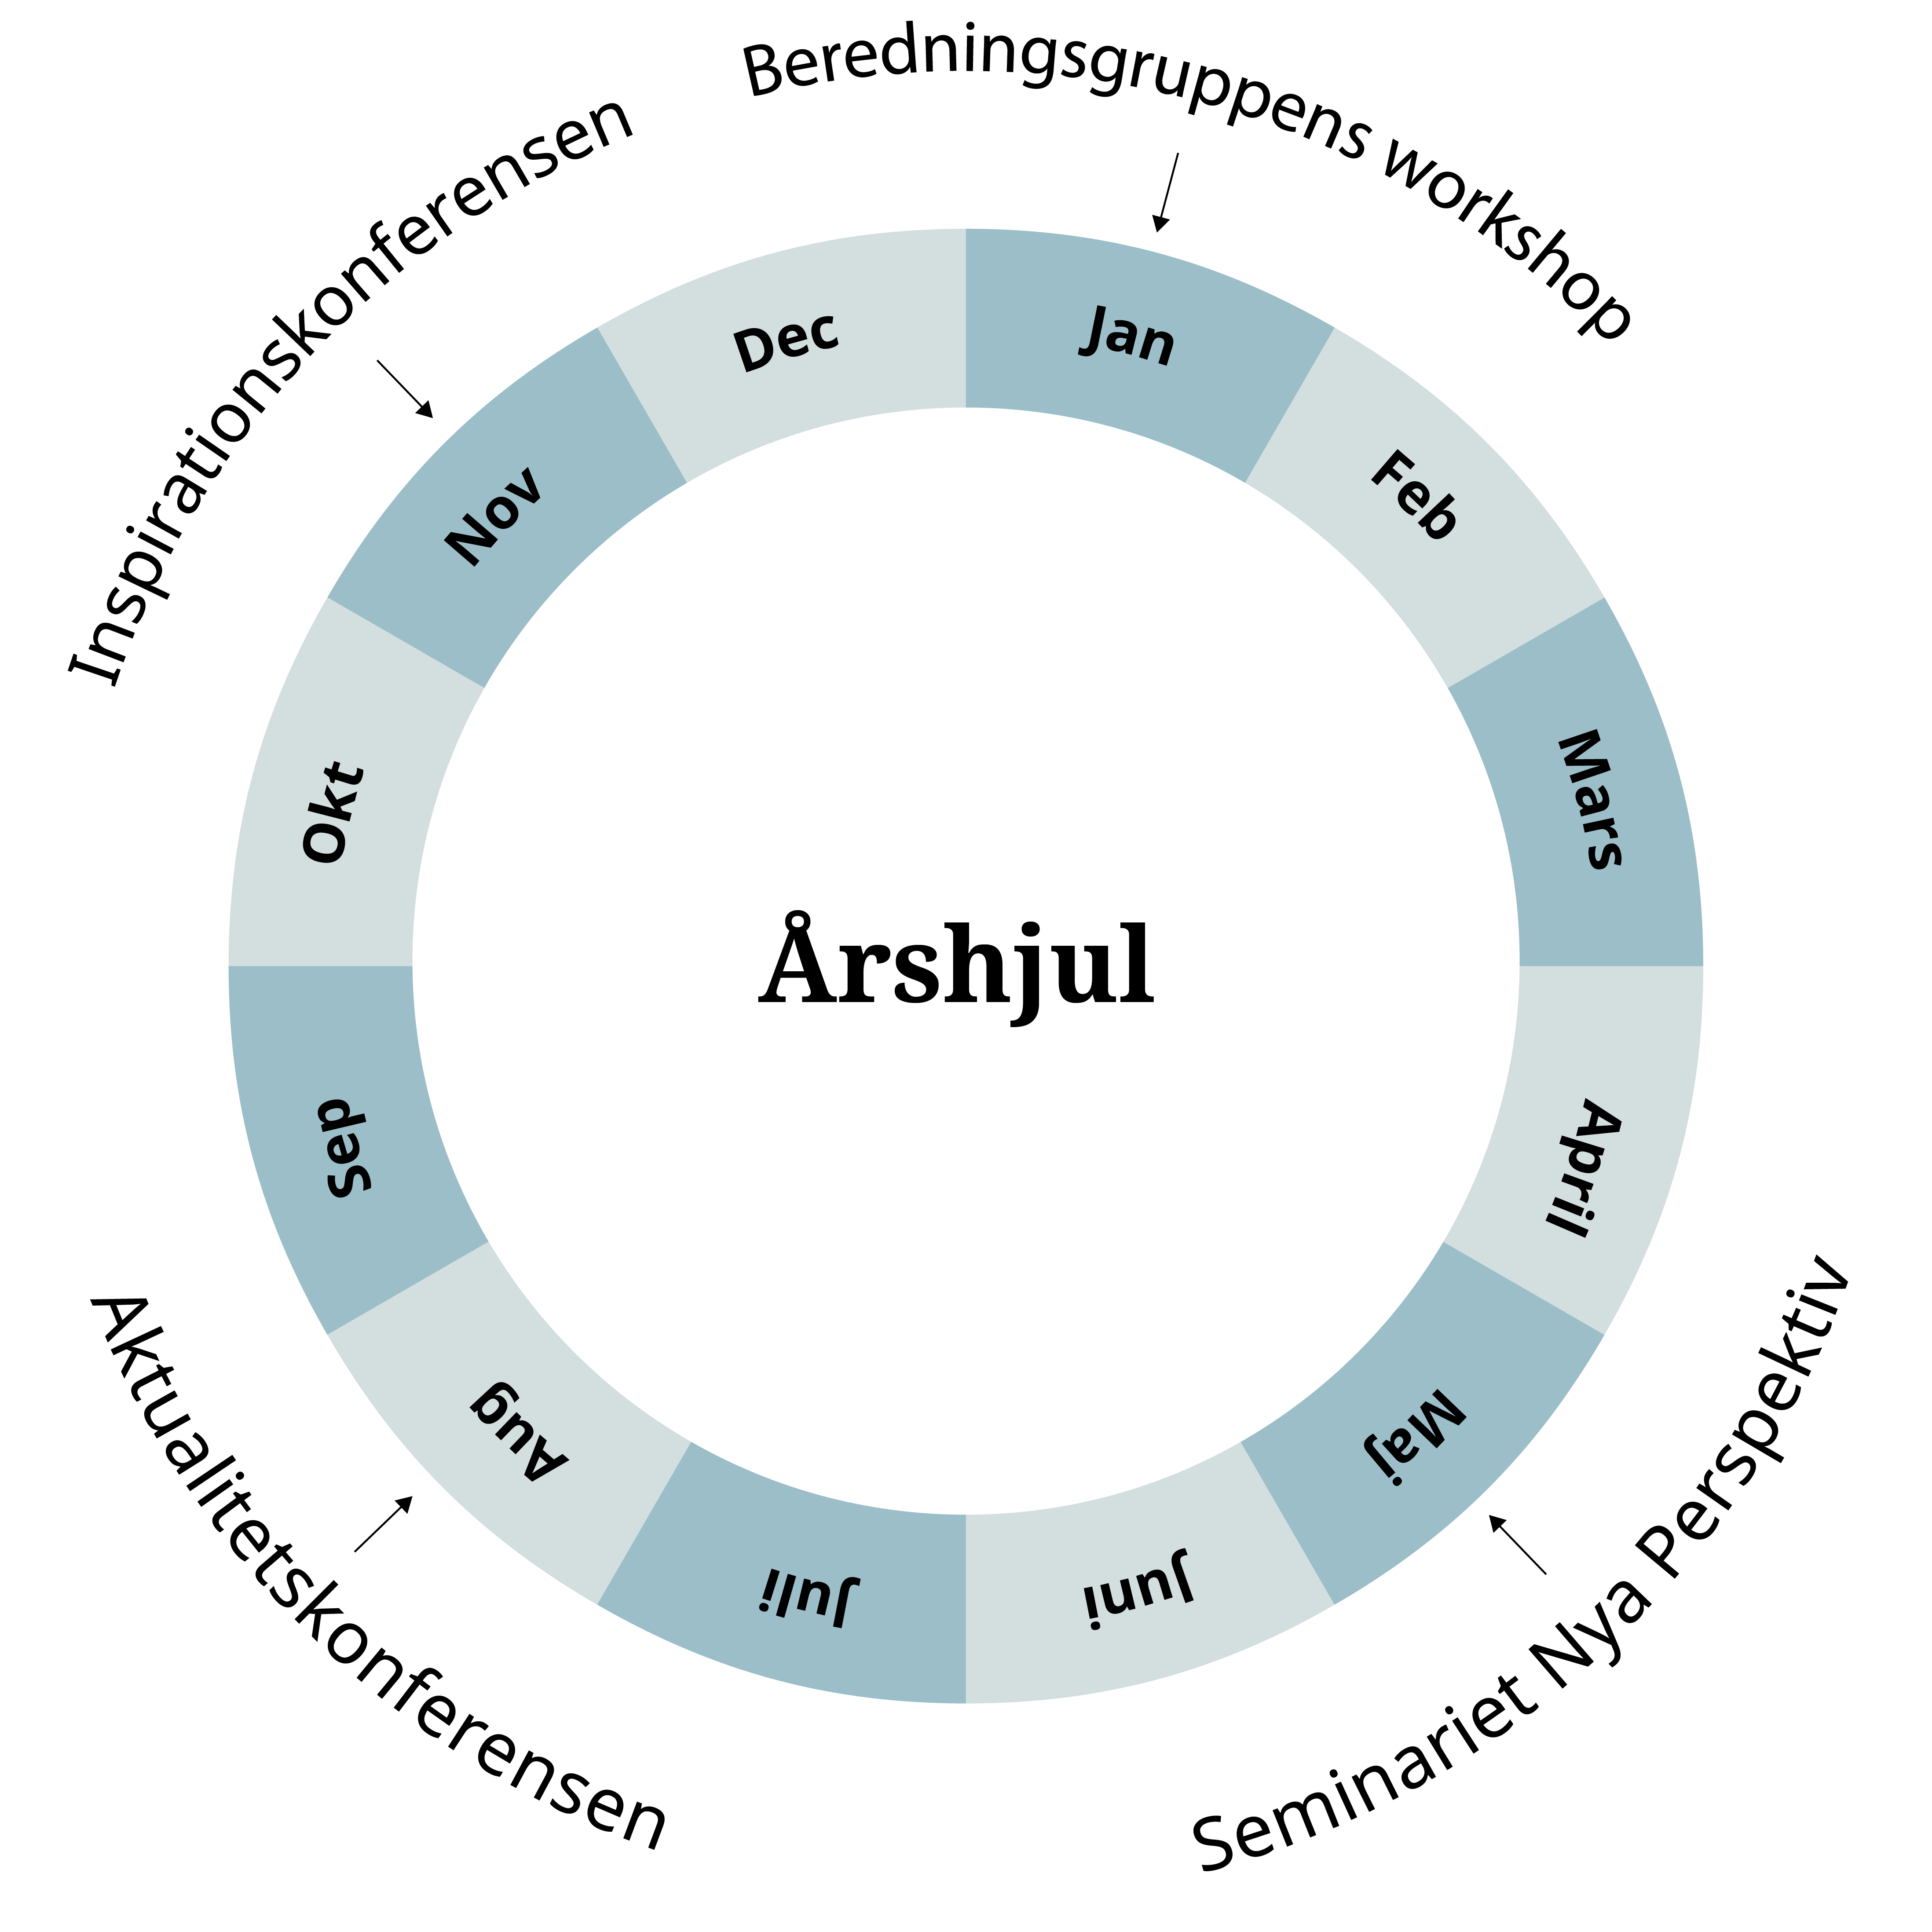 Beredningsgruppens workshop
Inspirationskonferensen
Jan
Feb
Mars
April
Maj
Juni
Juli
Aug
Sep
Okt
Nov
Dec
Årshjul
Seminariet Nya Perspektiv
Aktualitetskonferensen